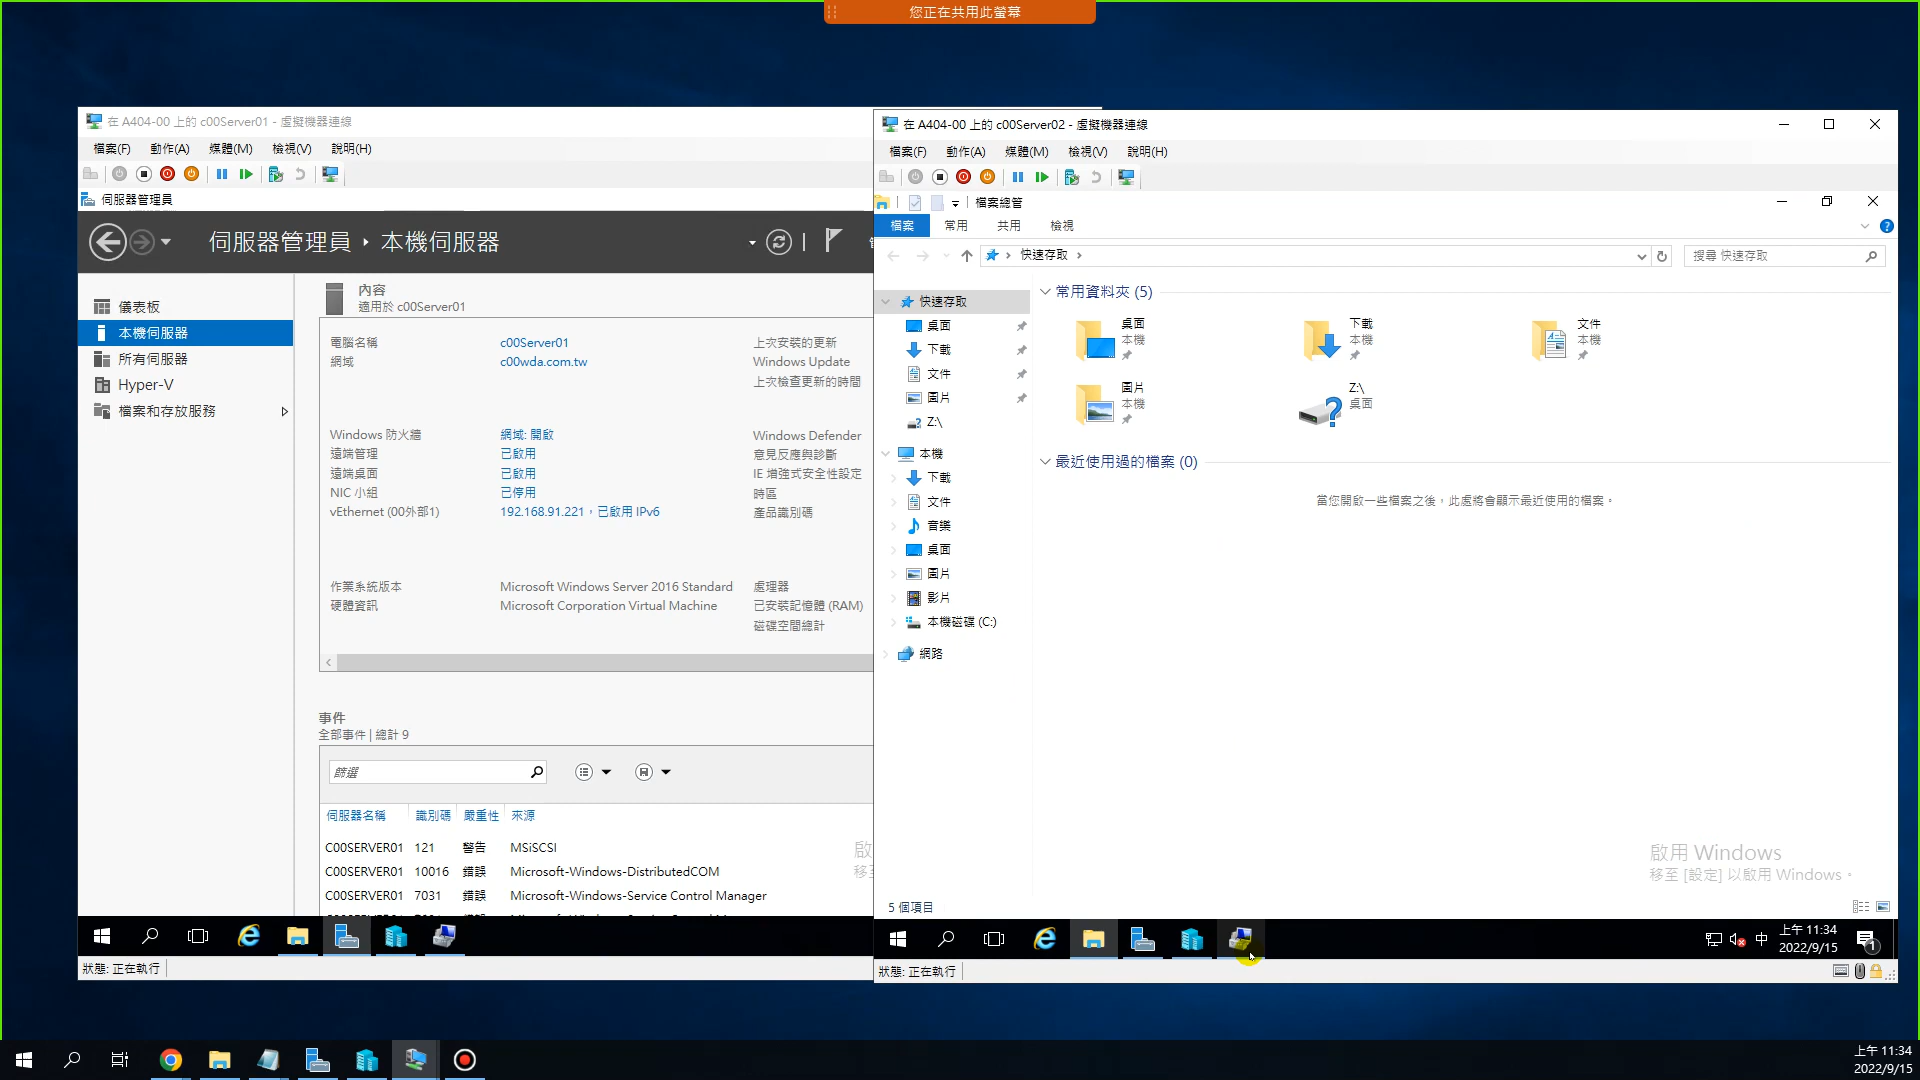 您正在共用此螢幕
在 A404-00 上的 c00Server01 - 虛擬機器連線
檔案(F) 動作(A) 媒體(M) 檢視(V) 說明(H)
伺服器管理員
伺服器管理員 本機伺服器
儀表板
本機伺服器
所有伺服器
Hyper-V
檔案和存放服務
內容
適用於 c00Server01
電腦名稱 c00Server01 上次安裝的更新
網域 c00wda.com.tw Windows Update
上次檢查更新的時間
Windows 防火牆 網域: 開啟 Windows Defender
遠端管理 已啟用 意見反應與診斷
遠端桌面 已啟用 IE 增強式安全性設定
NIC 小組 已停用 時區
vEthernet (00外部1) 192.168.91.221，已啟用 IPv6 產品識別碼
作業系統版本 Microsoft Windows Server 2016 Standard 處理器
硬體資訊 Microsoft Corporation Virtual Machine 已安裝記憶體 (RAM)
磁碟空間總計
事件
全部事件 | 總計 9
篩選
伺服器名稱 識別碼 嚴重性 來源
C00SERVER01 121 警告 MSiSCSI
C00SERVER01 10016 錯誤 Microsoft-Windows-DistributedCOM
C00SERVER01 7031 錯誤 Microsoft-Windows-Service Control Manager
啟
移至
狀態: 正在執行
在 A404-00 上的 c00Server02 - 虛擬機器連線
檔案(F) 動作(A) 媒體(M) 檢視(V) 說明(H)
檔案總管
檔案 常用 共用 檢視
快速存取
搜尋 快速存取
快速存取
桌面
下載
文件
圖片
Z:\
本機
下載
文件
音樂
桌面
圖片
影片
本機磁碟 (C:)
網路
常用資料夾 (5)
桌面
本機
下載
本機
文件
本機
圖片
本機
Z:\
桌面
最近使用過的檔案 (0)
當您開啟一些檔案之後，此處將會顯示最近使用的檔案。
啟用 Windows
移至 [設定] 以啟用 Windows。
5 個項目
中
上午 11:34
2022/9/15
1
狀態: 正在執行
上午 11:34
2022/9/15